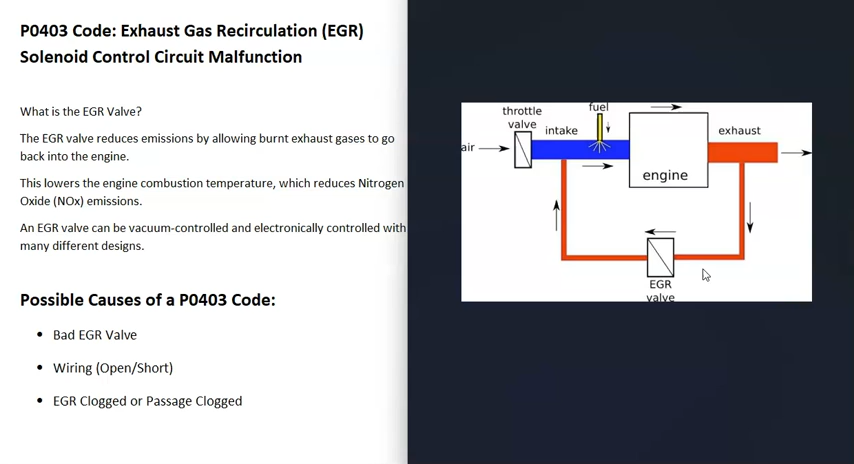 P0403 Code: Exhaust Gas Recirculation (EGR)
Solenoid Control Circuit Malfunction
What is the EGR Valve?
The EGR valve reduces emissions by allowing burnt exhaust gases to go
back into the engine.
This lowers the engine combustion temperature, which reduces Nitrogen
Oxide (NOx) emissions.
An EGR valve can be vacuum-controlled and electronically controlled with
many different designs.
Possible Causes of a P0403 Code:
• Bad EGR Valve
• Wiring (Open/Short)
• EGR Clogged or Passage Clogged
throttle
valve
fuel
intake
air
exhaust
engine
EGR
valve